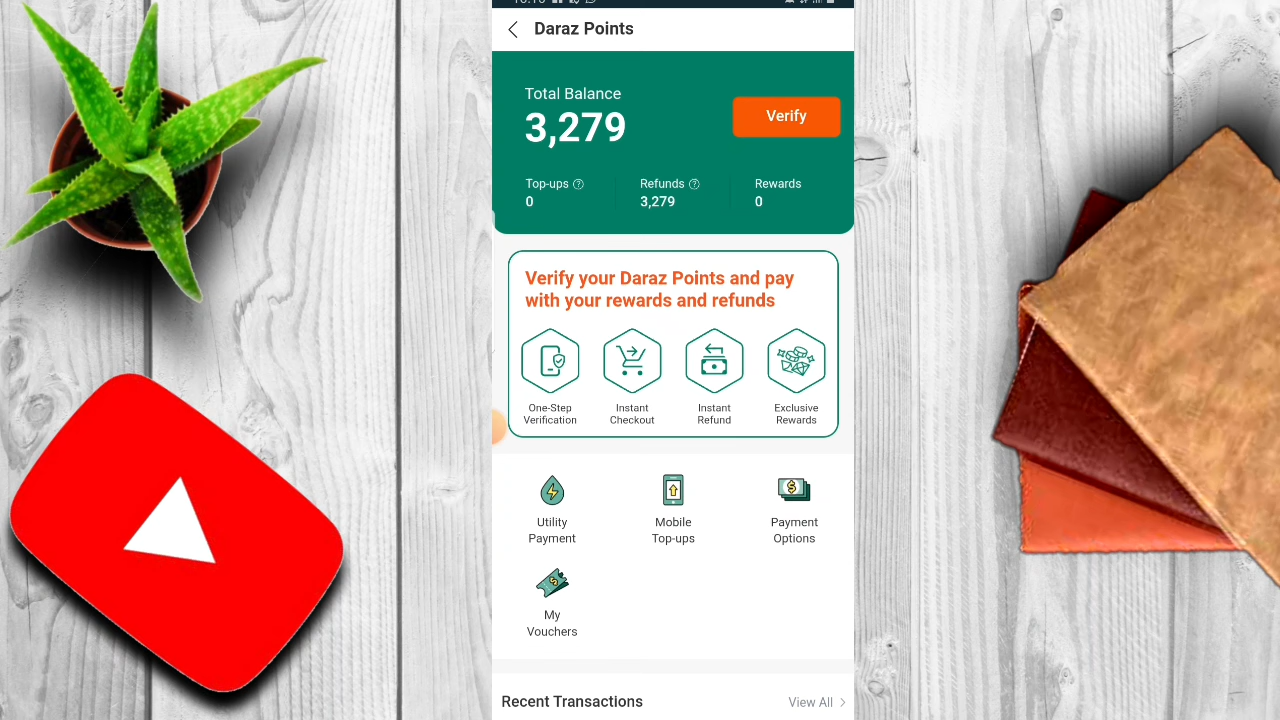 Daraz Points
Total Balance
3,279
Verify
Top-ups
Refunds
Rewards
0
3,279
0
Verify your Daraz Points and pay
with your rewards and refunds
One-Step
Verification
Instant
Checkout
Instant
Refund
Exclusive
Rewards
Utility
Payment
Mobile
Top-ups
Payment
Options
My
Vouchers
Recent Transactions
View All